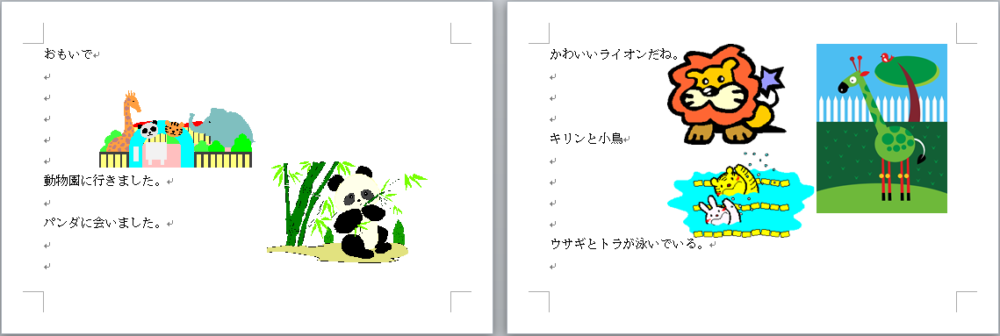 おもいで
動物園に行きました。
パンダに会いました。
かわいいライオンだね。
キリンと小鳥
ウサギとトラが泳いでいる。